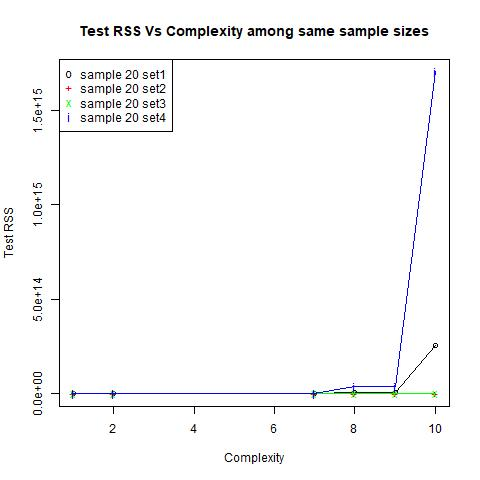 Test RSS Vs Complexity among same sample sizes
o sample 20 set1
+ sample 20 set2
x sample 20 set3
i sample 20 set4
Test RSS
1.5e+15
1.0e+15
5.0e+14
0.0e+00
2 4 6 8 10
Complexity